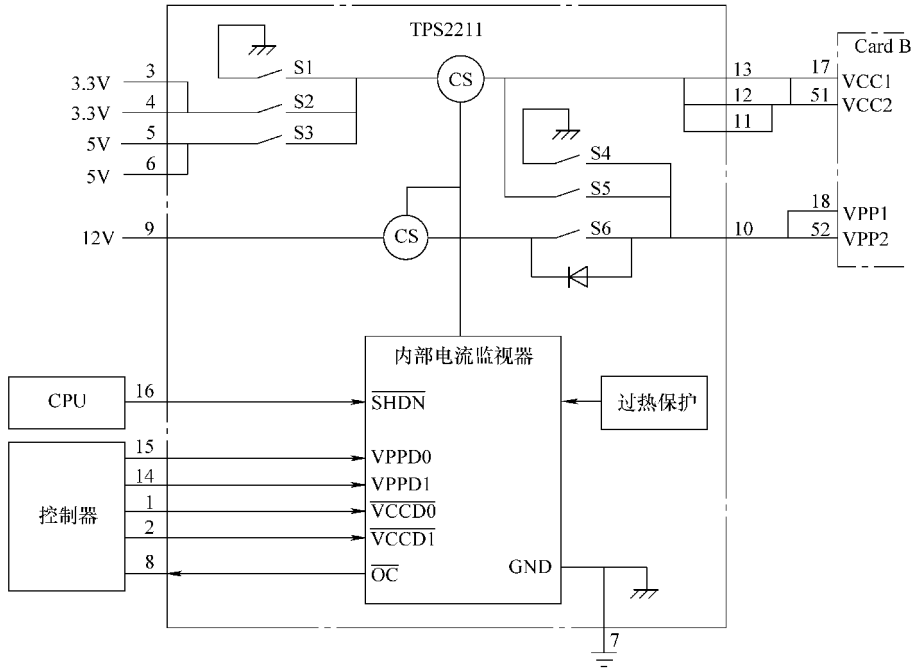 TPS2211
Card B
3.3V 3
S1
CS
13 17 VCC1
3.3V 4
S2
12 51 VCC2
5V 5
S3
11
5V 6
S4
S5
18 VPP1
12V 9
CS
S6
10 52 VPP2
内部电流监视器
CPU 16 SHDN
过热保护
15 VPPD0
14 VPPD1
控制器
1 VCCD0
2 VCCD1
8 OC
GND
7